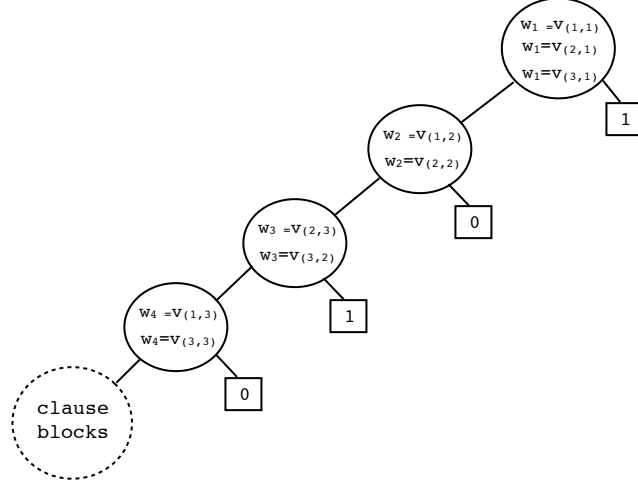 w₁ =v₍₁,₁₎
w₁=v₍₂,₁₎
w₁=v₍₃,₁₎
1
w₂ =v₍₁,₂₎
w₂=v₍₂,₂₎
0
w₃ =v₍₂,₃₎
w₃=v₍₃,₂₎
1
w₄ =v₍₁,₃₎
w₄=v₍₃,₃₎
0
clause
blocks